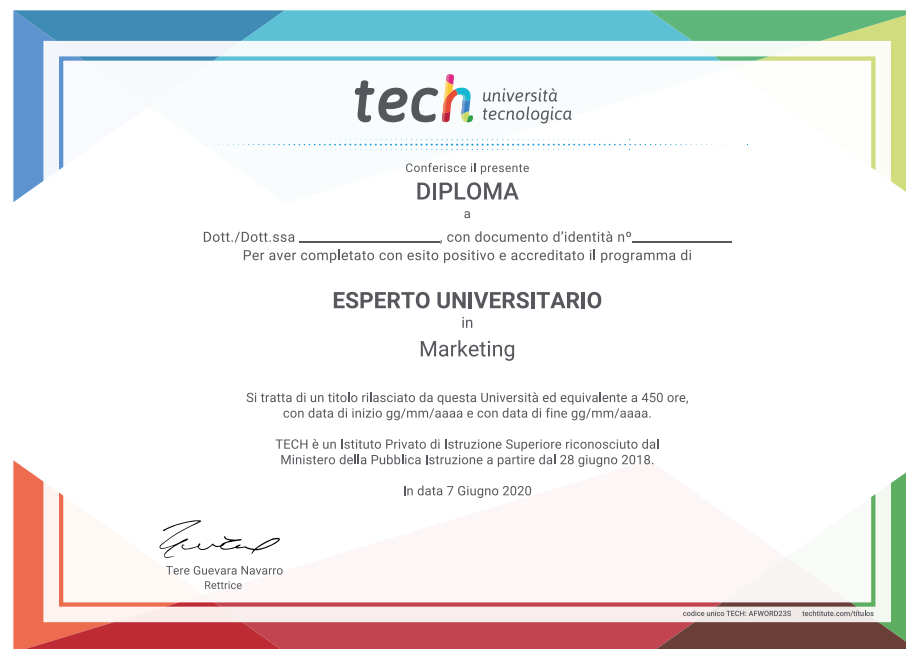 tech università
tecnologica
Conferisce il presente
DIPLOMA
a
Dott./Dott.ssa ________________, con documento d'identità nº____________
Per aver completato con esito positivo e accreditato il programma di
ESPERTO UNIVERSITARIO
in
Marketing
Si tratta di un titolo rilasciato da questa Università ed equivalente a 450 ore,
con data di inizio gg/mm/aaaa e con data di fine gg/mm/aaaa.
TECH è un Istituto Privato di Istruzione Superiore riconosciuto dal
Ministero della Pubblica Istruzione a partire dal 28 giugno 2018.
In data 7 Giugno 2020
Tere Guevara Navarro
Rettrice
codice unico TECH: AFWORD23S techtitute.com/titulos